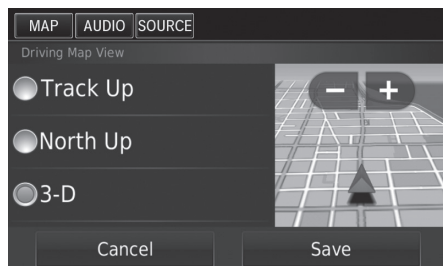 MAP AUDIO SOURCE
Driving Map View
Track Up
North Up
3-D
Cancel Save